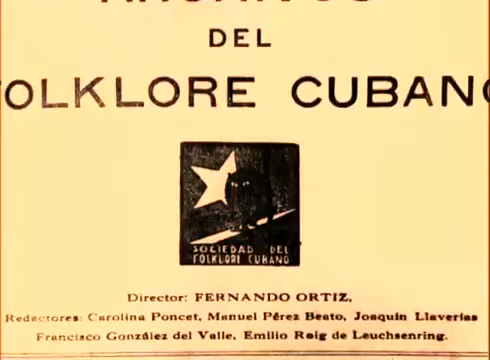 DEL
FOLKLORE CUBANO
SOCIEDAD DEL
FOLKLORE CUBANO
Director: FERNANDO ORTIZ,
Redactores: Carolina Poncet, Manuel Pérez Beato, Joaquín Llaverías
Francisco González del Valle, Emilio Roig de Leuchsenring.